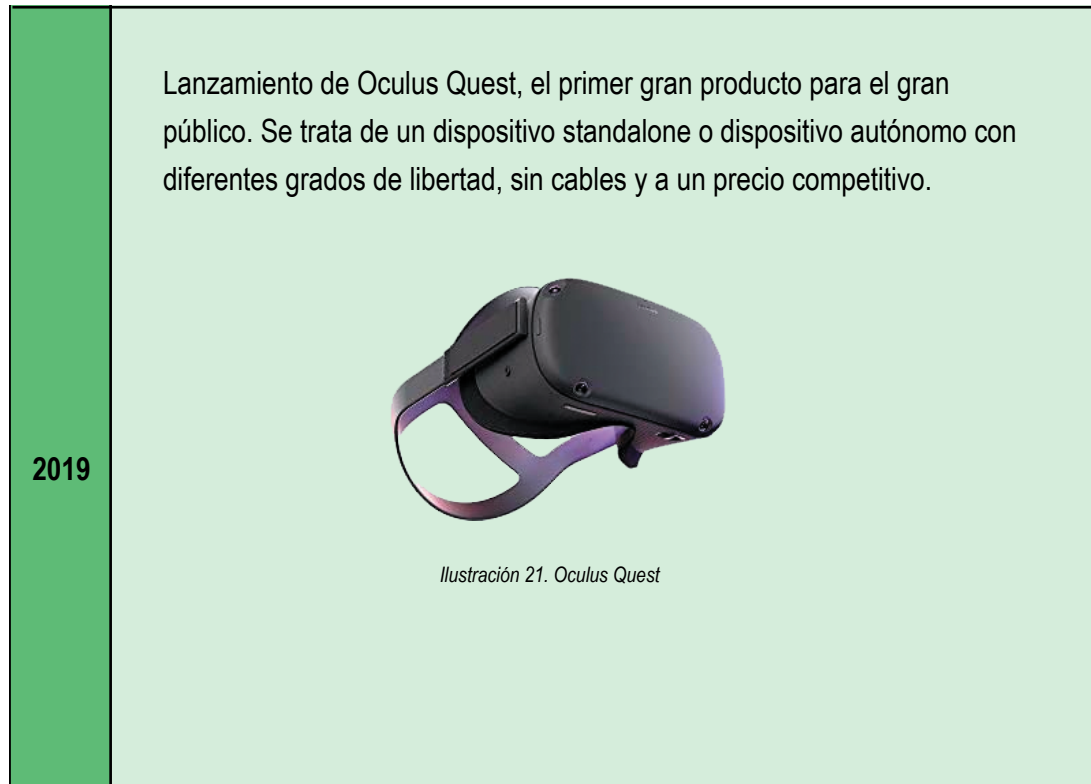 Lanzamiento de Oculus Quest, el primer gran producto para el gran
público. Se trata de un dispositivo standalone o dispositivo autónomo con
diferentes grados de libertad, sin cables y a un precio competitivo.
2019
Ilustración 21. Oculus Quest